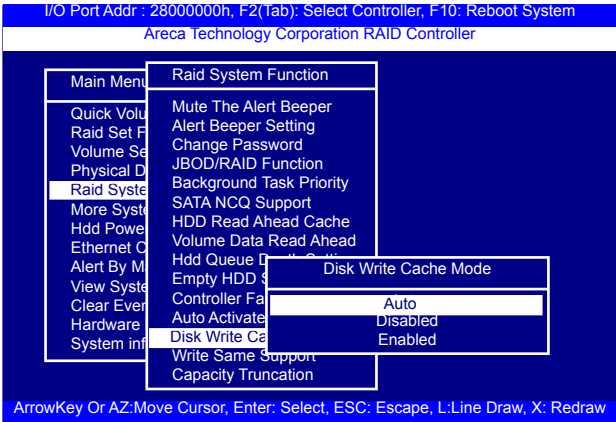 I/O Port Addr : 28000000h, F2(Tab): Select Controller, F10: Reboot System
Areca Technology Corporation RAID Controller
Main Menu
Quick Volu
Raid Set F
Volume Se
Physical D
Raid Syste
More Syste
Hdd Powe
Ethernet C
Alert By M
View Syste
Clear Even
Hardware
System inf
Raid System Function
Mute The Alert Beeper
Alert Beeper Setting
Change Password
JBOD/RAID Function
Background Task Priority
SATA NCQ Support
HDD Read Ahead Cache
Volume Data Read Ahead
Hdd Queue Depth Setting
Empty HDD S
Controller Fa
Auto Activate
Disk Write Ca
Write Same Support
Capacity Truncation
Disk Write Cache Mode
Auto
Disabled
Enabled
ArrowKey Or AZ:Move Cursor, Enter: Select, ESC: Escape, L:Line Draw, X: Redraw